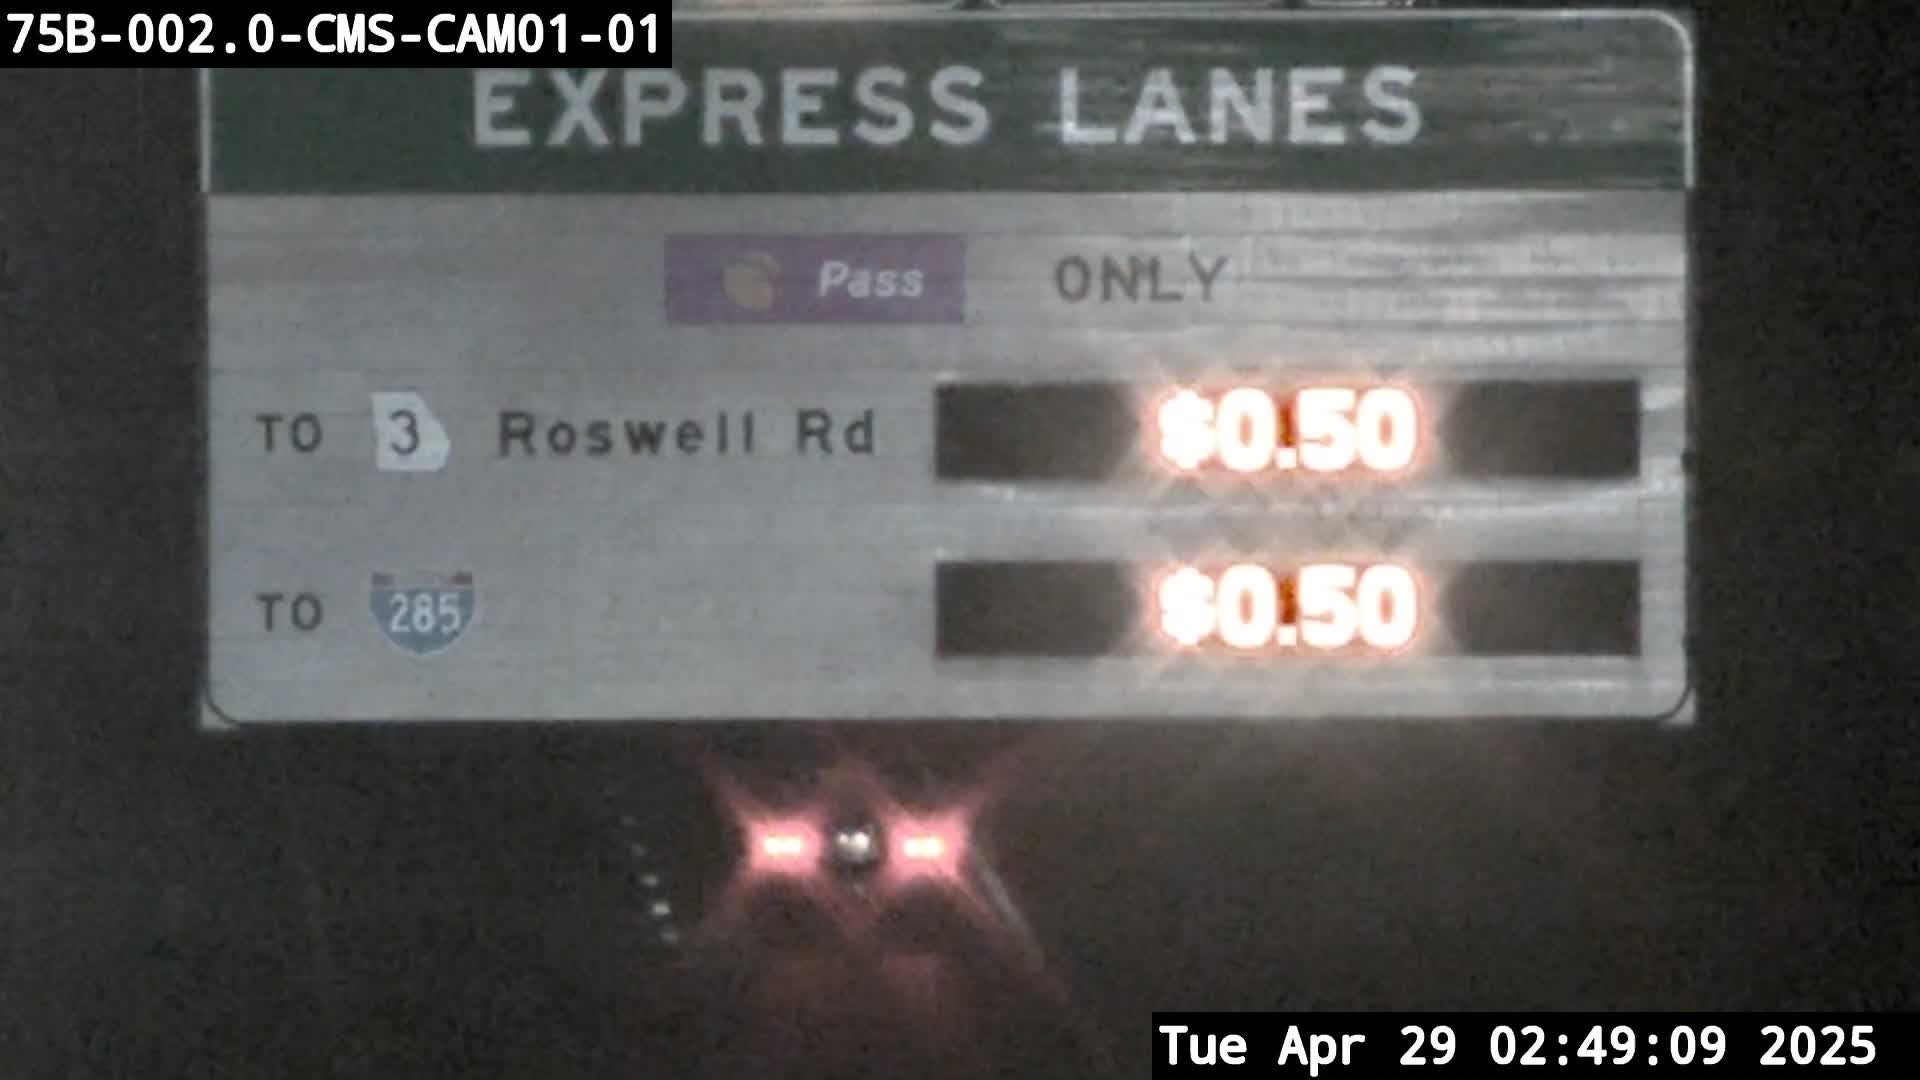 75B-002.0-CMS-CAM01-01
EXPRESS LANES
Pass ONLY
TO 3 Roswell Rd $0.50
TO 285 $0.50
Tue Apr 29 02:49:09 2025